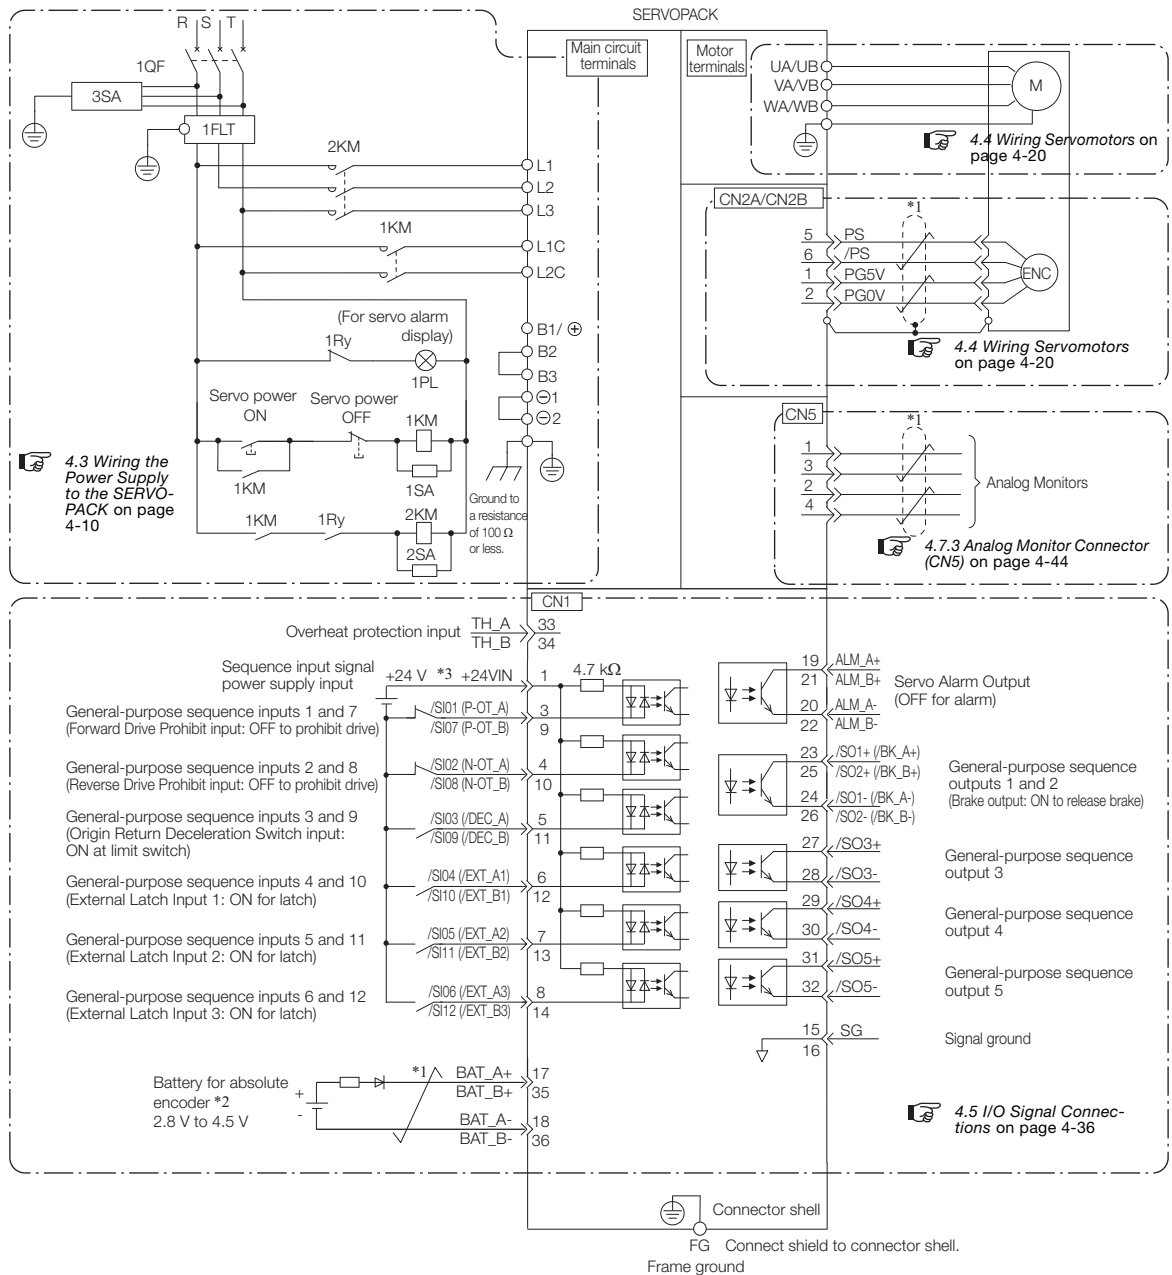 SERVOPACK
R S T
Main circuit
terminals
Motor
terminals
1QF
3SA
1FLT
2KM
L1
L2
L3
1KM
L1C
L2C
(For servo alarm
display)
1Ry
1PL
B1/ ⊕
B2
B3
⊖1
⊖2
Servo power
ON
Servo power
OFF
1KM
1KM
1SA
4.3 Wiring the
Power Supply
to the SERVO-
PACK on page
4-10
1KM
1Ry
2KM
2SA
Ground to
a resistance
of 100 Ω
or less.
UA/UB
VA/VB
WA/WB
M
4.4 Wiring Servomotors on
page 4-20
CN2A/CN2B
*1
5 PS
6 /PS
1 PG5V
2 PG0V
ENC
4.4 Wiring Servomotors
on page 4-20
CN5
*1
1
3
2
4
Analog Monitors
4.7.3 Analog Monitor Connector
(CN5) on page 4-44
CN1
Overheat protection input
TH_A 33
TH_B 34
Sequence input signal
power supply input
+24 V *3 +24VIN 1
4.7 kΩ
General-purpose sequence inputs 1 and 7
(Forward Drive Prohibit input: OFF to prohibit drive)
/SI01 (P-OT_A) 3
/SI07 (P-OT_B) 9
General-purpose sequence inputs 2 and 8
(Reverse Drive Prohibit input: OFF to prohibit drive)
/SI02 (N-OT_A) 4
/SI08 (N-OT_B) 10
General-purpose sequence inputs 3 and 9
(Origin Return Deceleration Switch input:
ON at limit switch)
/SI03 (/DEC_A) 5
/SI09 (/DEC_B) 11
General-purpose sequence inputs 4 and 10
(External Latch Input 1: ON for latch)
/SI04 (/EXT_A1) 6
/SI10 (/EXT_B1) 12
General-purpose sequence inputs 5 and 11
(External Latch Input 2: ON for latch)
/SI05 (/EXT_A2) 7
/SI11 (/EXT_B2) 13
General-purpose sequence inputs 6 and 12
(External Latch Input 3: ON for latch)
/SI06 (/EXT_A3) 8
/SI12 (/EXT_B3) 14
Battery for absolute
encoder *2
2.8 V to 4.5 V
+
-
*1
BAT_A+ 17
BAT_B+ 35
BAT_A- 18
BAT_B- 36
19 ALM_A+
21 ALM_B+
20 ALM_A-
22 ALM_B-
Servo Alarm Output
(OFF for alarm)
23 /SO1+ (/BK_A+)
25 /SO2+ (/BK_B+)
24 /SO1- (/BK_A-)
26 /SO2- (/BK_B-)
General-purpose sequence
outputs 1 and 2
(Brake output: ON to release brake)
27 /SO3+
28 /SO3-
General-purpose sequence
output 3
29 /SO4+
30 /SO4-
General-purpose sequence
output 4
31 /SO5+
32 /SO5-
General-purpose sequence
output 5
15 SG
16
Signal ground
4.5 I/O Signal Connec-
tions on page 4-36
Connector shell
FG Connect shield to connector shell.
Frame ground